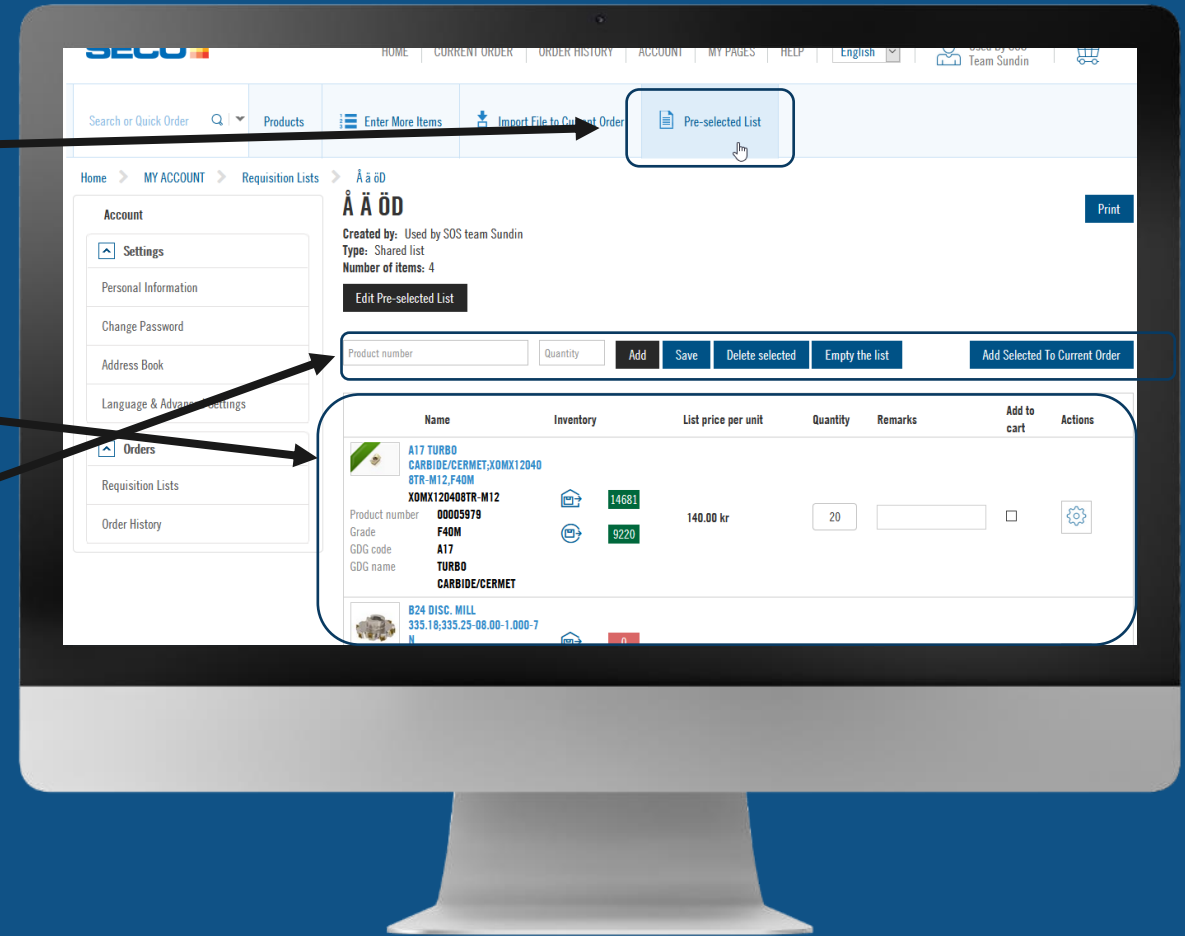 SECO
HOME CURRENT ORDER ORDER HISTORY ACCOUNT MY PAGES HELP English Used by SOS
Team Sundin
Search or Quick Order Products Enter More Items Import File to Current Order Pre-selected List
Home MY ACCOUNT Requisition Lists Å ä öD
Account
Settings
Personal Information
Change Password
Address Book
Language & Advanced Settings
Orders
Requisition Lists
Order History
Å Ä ÖD
Print
Created by: Used by SOS team Sundin
Type: Shared list
Number of items: 4
Edit Pre-selected List
Product number Quantity Add Save Delete selected Empty the list Add Selected To Current Order
Name Inventory List price per unit Quantity Remarks Add to cart Actions
A17 TURBO
CARBIDE/CERMET;XOMX12040
8TR-M12,F40M
XOMX120408TR-M12 14681
Product number 00005979
140.00 kr 20
Grade F40M 9220
GDG code A17
GDG name TURBO
CARBIDE/CERMET
B24 DISC. MILL
335.18;335.25-08.00-1.000-7
N 0